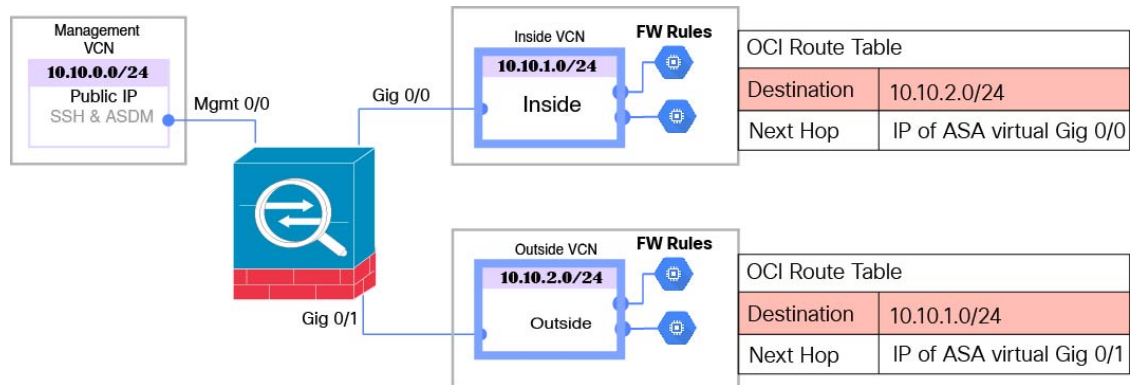 Management
VCN
10.10.0.0/24
Public IP
SSH & ASDM
Mgmt 0/0
Gig 0/0
Inside VCN
10.10.1.0/24
Inside
FW Rules
OCI Route Table
Destination 10.10.2.0/24
Next Hop IP of ASA virtual Gig 0/0
Gig 0/1
Outside VCN
10.10.2.0/24
Outside
FW Rules
OCI Route Table
Destination 10.10.1.0/24
Next Hop IP of ASA virtual Gig 0/1